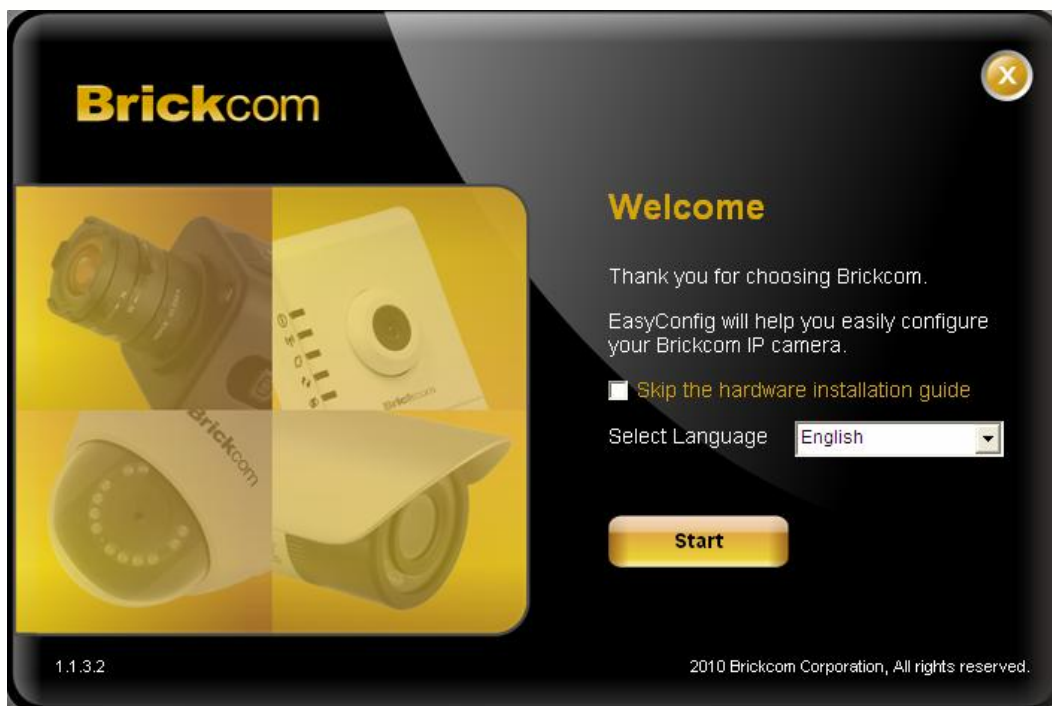 Brickcom
X
Welcome
Thank you for choosing Brickcom.
EasyConfig will help you easily configure
your Brickcom IP camera.
Skip the hardware installation guide
Select Language English
Start
Brickcom
Brickcom
1.1.3.2
2010 Brickcom Corporation, All rights reserved.